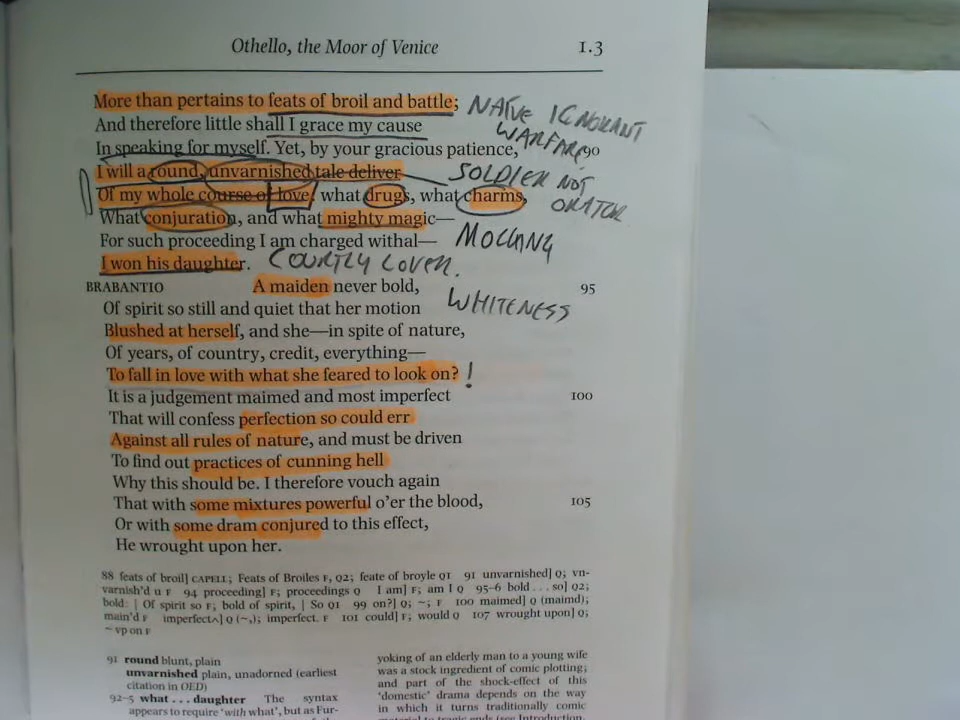 Othello, the Moor of Venice 1.3
More than pertains to feats of broil and battle; NAÏVE IGNORANT
And therefore little shall I grace my cause WARFARE
In speaking for myself. Yet, by your gracious patience, 90
I will a round, unvarnished tale deliver SOLDIER NOT
Of my whole course of love, what drugs, what charms, ORATOR
What conjuration, and what mighty magic—
For such proceeding I am charged withal— MOCKING
I won his daughter. COURTLY LOVER.
BRABANTIO A maiden never bold, 95
Of spirit so still and quiet that her motion WHITENESS
Blushed at herself, and she—in spite of nature,
Of years, of country, credit, everything—
To fall in love with what she feared to look on? !
It is a judgement maimed and most imperfect 100
That will confess perfection so could err
Against all rules of nature, and must be driven
To find out practices of cunning hell
Why this should be. I therefore vouch again
That with some mixtures powerful o'er the blood, 105
Or with some dram conjured to this effect,
He wrought upon her.
88 feats of broil] CAPELL; Feats of Broiles F, Q2; feate of broyle Q1 91 unvarnished] Q; vn-
varnish'd u F 94 proceeding] F; proceedings Q I am] F; am I Q 95–6 bold . . . so] Q2;
bold: | Of spirit so F; bold of spirit, | So Q1 99 on?] Q; ~; F 100 maimed] Q (maimd);
main'd F imperfect^] Q (~,); imperfect. F 101 could] F; would Q 107 wrought upon] Q;
~ vp on F
91 round blunt, plain
unvarnished plain, unadorned (earliest
citation in OED)
92–5 what . . . daughter The syntax
appears to require 'with what', but as Fur-
yoking of an elderly man to a young wife
was a stock ingredient of comic plotting;
and part of the shock-effect of this
'domestic' drama depends on the way
in which it turns traditionally comic
material to tragic ends (see Introduction,